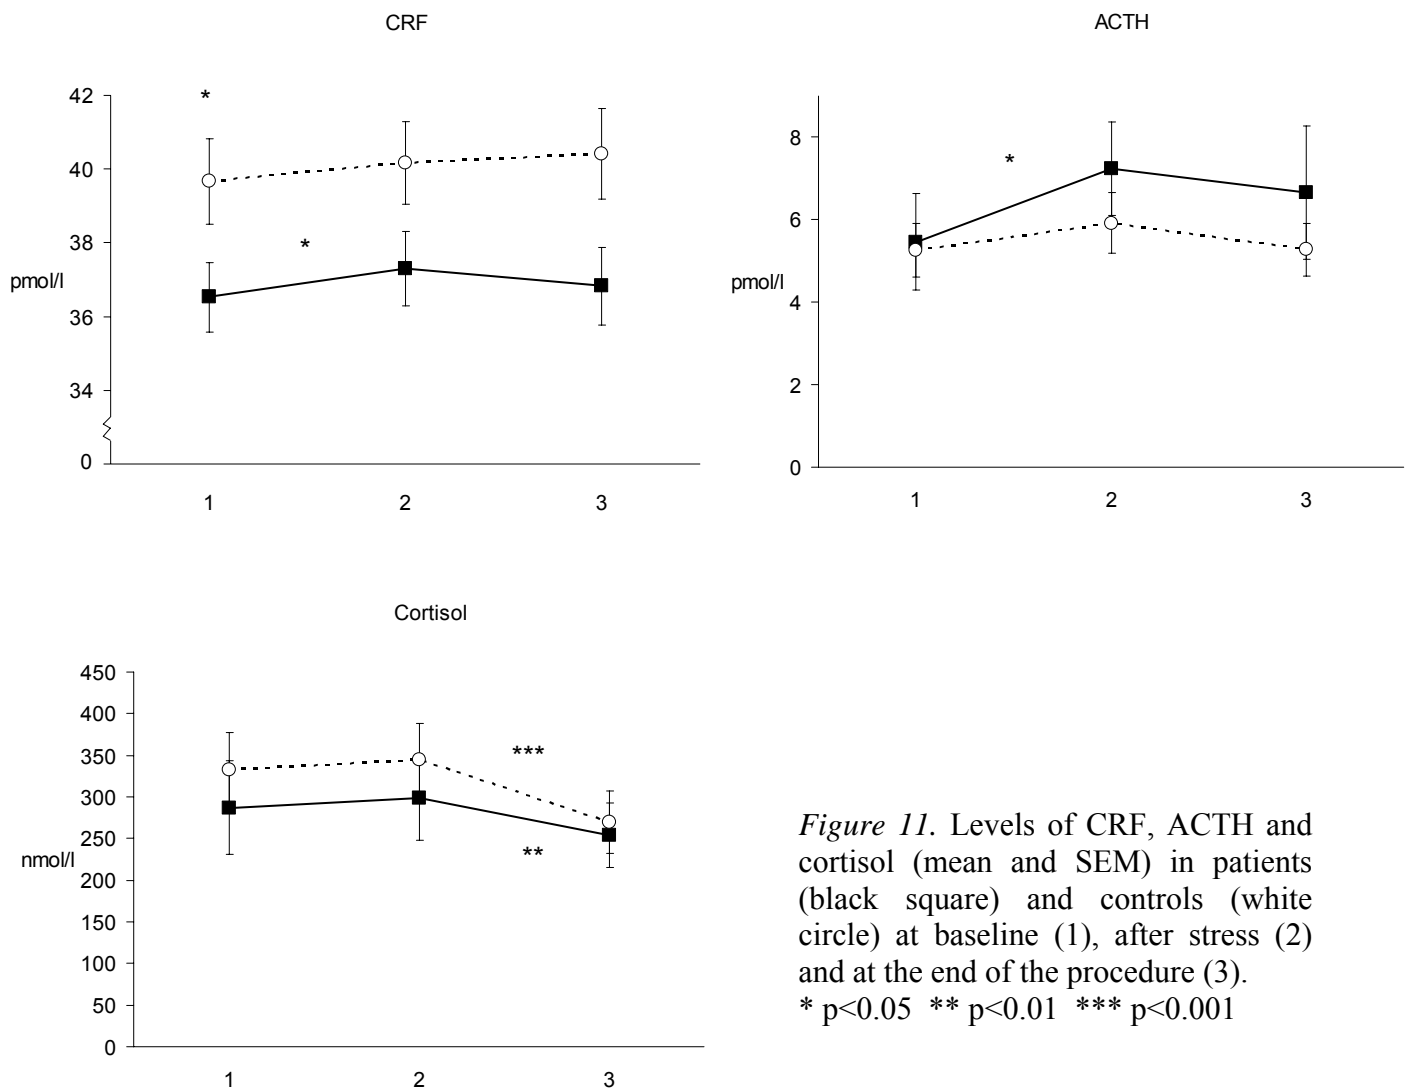 CRF
*
42
40
38
*
pmol/l
36
34
0
1 2 3
ACTH
8
*
6
pmol/l
4
2
0
1 2 3
Cortisol
450
400
350
***
300
250
**
nmol/l
200
150
100
50
0
1 2 3
Figure 11. Levels of CRF, ACTH and
cortisol (mean and SEM) in patients
(black square) and controls (white
circle) at baseline (1), after stress (2)
and at the end of the procedure (3).
* p<0.05 ** p<0.01 *** p<0.001